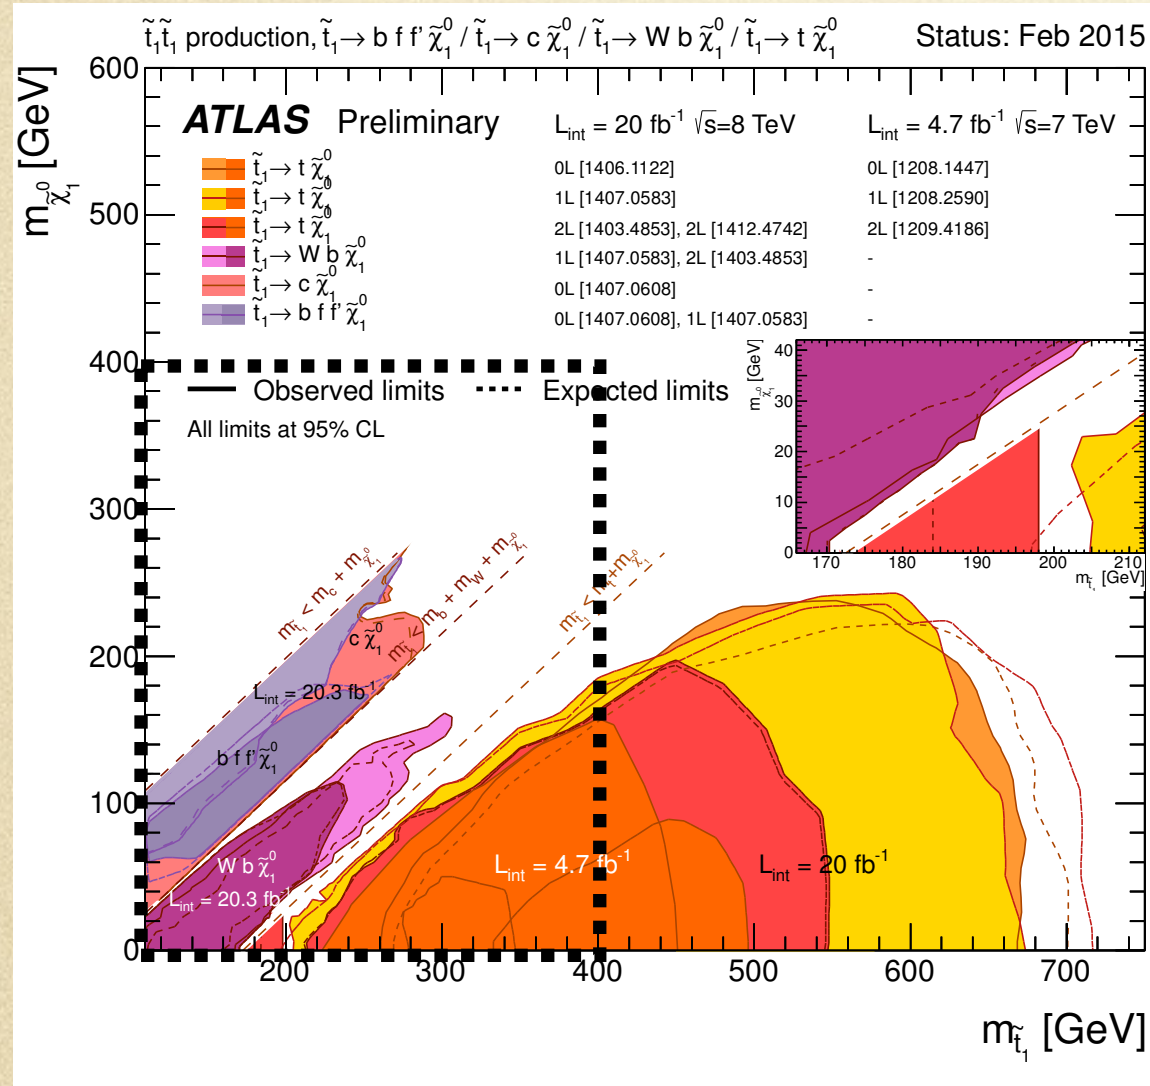 t̃₁t̃₁ production, t̃₁→ b f f' χ̃₁⁰ / t̃₁→ c χ̃₁⁰ / t̃₁→ W b χ̃₁⁰ / t̃₁→ t χ̃₁⁰ Status: Feb 2015
ATLAS Preliminary L_int = 20 fb⁻¹ √s=8 TeV L_int = 4.7 fb⁻¹ √s=7 TeV
t̃₁→ t χ̃₁⁰ 0L [1406.1122] 0L [1208.1447]
t̃₁→ t χ̃₁⁰ 1L [1407.0583] 1L [1208.2590]
t̃₁→ t χ̃₁⁰ 2L [1403.4853], 2L [1412.4742] 2L [1209.4186]
t̃₁→ W b χ̃₁⁰ 1L [1407.0583], 2L [1403.4853] -
t̃₁→ c χ̃₁⁰ 0L [1407.0608] -
t̃₁→ b f f' χ̃₁⁰ 0L [1407.0608], 1L [1407.0583] -
Observed limits Expected limits
All limits at 95% CL
m_χ̃₁⁰ [GeV]
600
500
400
300
200
100
0
m_χ̃₁⁰ [GeV]
40
30
20
10
0
170 180 190 200 210
m_t̃₁ [GeV]
m_t̃₁ < m_c + m_χ̃₁⁰
m_t̃₁ < m_b + m_W + m_χ̃₁⁰
m_t̃₁ < m_t + m_χ̃₁⁰
c χ̃₁⁰
L_int = 20.3 fb⁻¹
b f f' χ̃₁⁰
W b χ̃₁⁰
L_int = 20.3 fb⁻¹
L_int = 4.7 fb⁻¹
L_int = 20 fb⁻¹
200 300 400 500 600 700
m_t̃₁ [GeV]